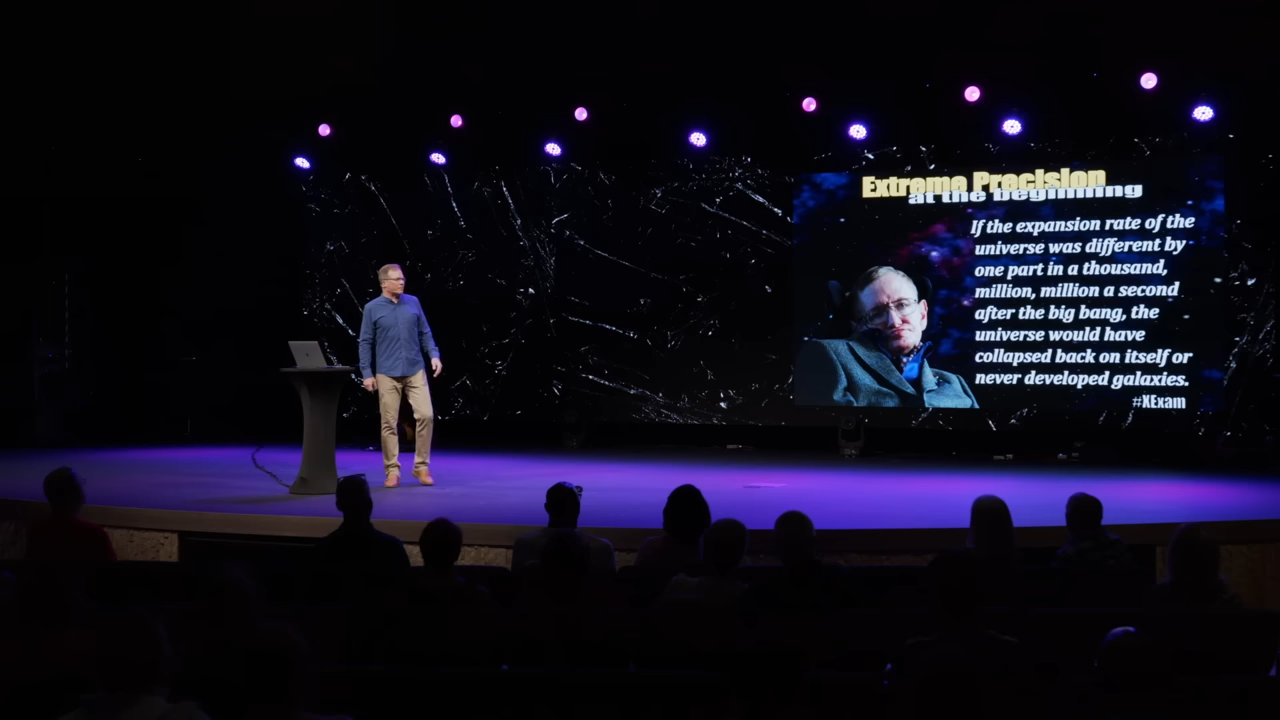 Extreme Precision
at the beginning
If the expansion rate of the
universe was different by
one part in a thousand,
million, million a second
after the big bang, the
universe would have
collapsed back on itself or
never developed galaxies.
#XExam